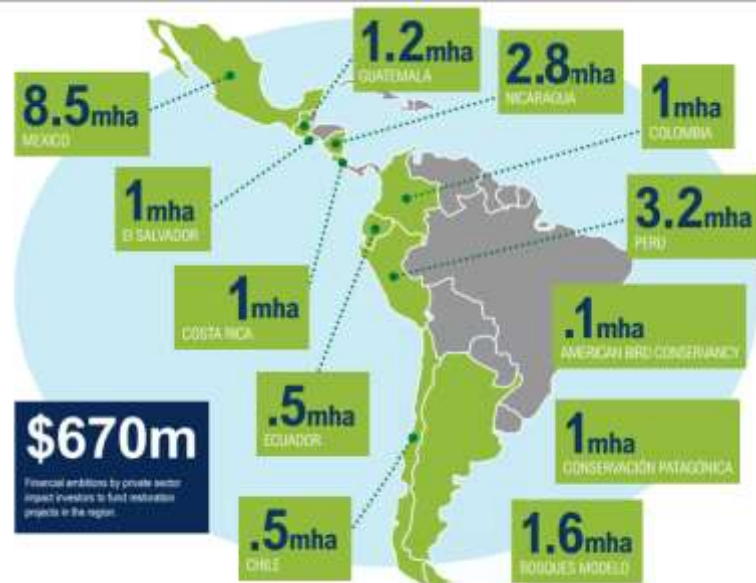 1.2mha
GUATEMALA
2.8mha
NICARAGUA
8.5mha
MEXICO
1mha
COLOMBIA
1mha
El SALVADOR
3.2mha
PERU
1mha
COSTA RICA
.1mha
AMERICAN BIRD CONSERVANCY
.5mha
ECUADOR
$670m
Financial ambitions by private sector
impact investors to fund restoration
projects in the region.
1mha
CONSERVACIÓN PATAGÓNICA
.5mha
CHILE
1.6mha
BOSQUES MODELO